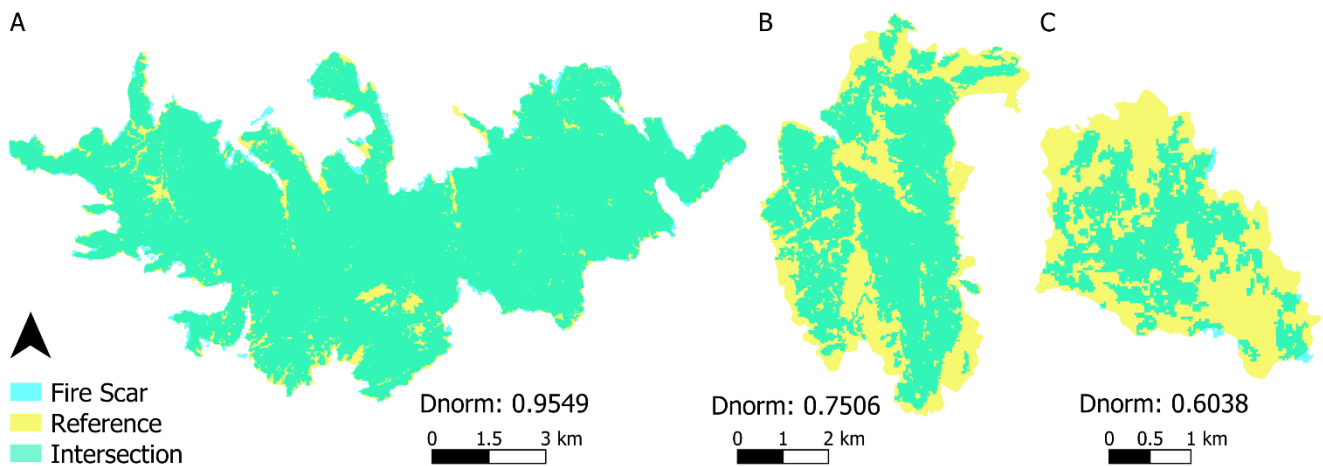 A
B
C
Fire Scar
Reference
Intersection
Dnorm: 0.9549
0 1.5 3 km
Dnorm: 0.7506
0 1 2 km
Dnorm: 0.6038
0 0.5 1 km